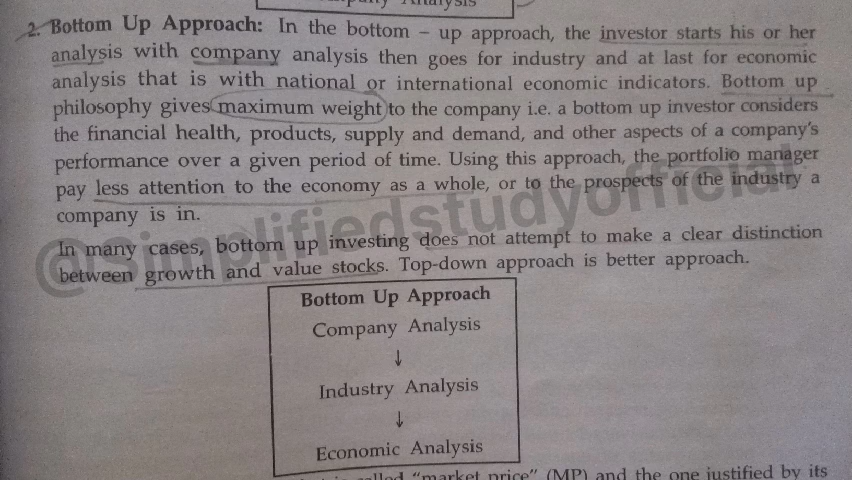 2. Bottom Up Approach: In the bottom – up approach, the investor starts his or her
analysis with company analysis then goes for industry and at last for economic
analysis that is with national or international economic indicators. Bottom up
philosophy gives maximum weight to the company i.e. a bottom up investor considers
the financial health, products, supply and demand, and other aspects of a company's
performance over a given period of time. Using this approach, the portfolio manager
pay less attention to the economy as a whole, or to the prospects of the industry a
company is in.
@Simplifiedstudyofficial
In many cases, bottom up investing does not attempt to make a clear distinction
between growth and value stocks. Top-down approach is better approach.
Bottom Up Approach
Company Analysis
↓
Industry Analysis
↓
Economic Analysis
called "market price" (MP) and the one justified by its